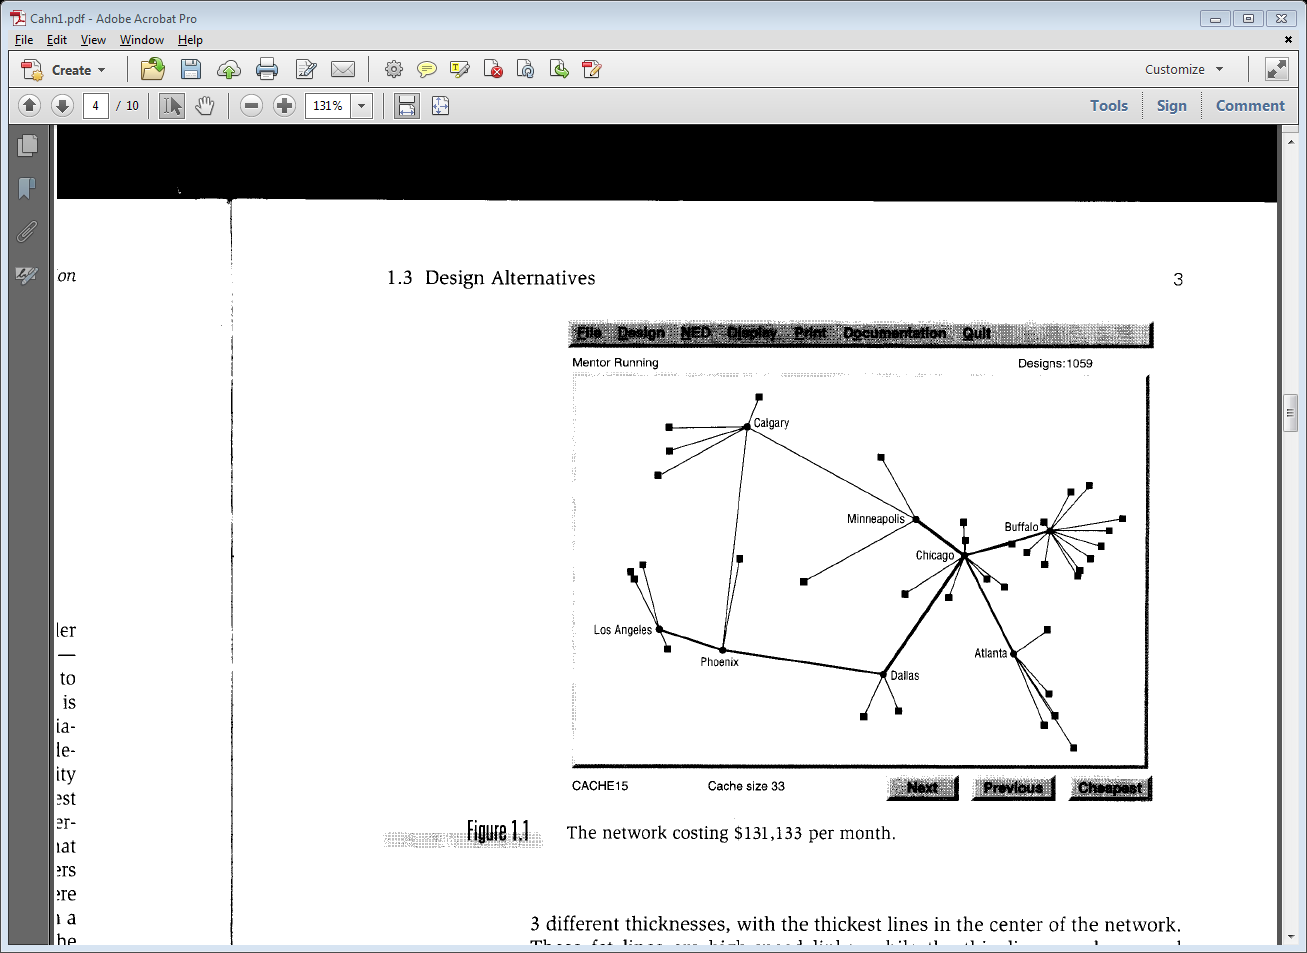 Cahn1.pdf - Adobe Acrobat Pro
File Edit View Window Help
Create
Customize
4 / 10
131%
Tools Sign Comment
on
ler
—
to
is
ia-
le-
ity
est
er-
hat
ers
ere
a
he
1.3 Design Alternatives 3
File Design NED Display Print Documentation Quit
Mentor Running Designs:1059
Calgary
Minneapolis
Buffalo
Chicago
Los Angeles
Phoenix
Atlanta
Dallas
CACHE15 Cache size 33 Next Previous Cheapest
Figure 1.1 The network costing $131,133 per month.
3 different thicknesses, with the thickest lines in the center of the network.